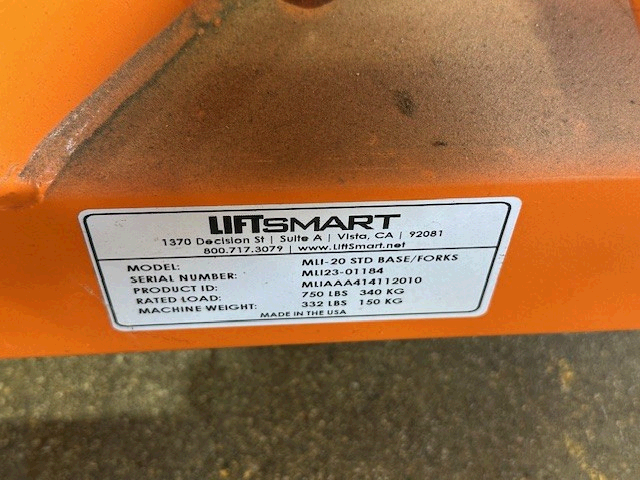 LIFTSMART
1370 Decision St | Suite A | Vista, CA | 92081
800.717.3079 | www.LiftSmart.net
MODEL: MLI-20 STD BASE/FORKS
SERIAL NUMBER: MLI23-01184
PRODUCT ID: MLIAAA414112010
RATED LOAD: 750 LBS 340 KG
MACHINE WEIGHT: 332 LBS 150 KG
MADE IN THE USA